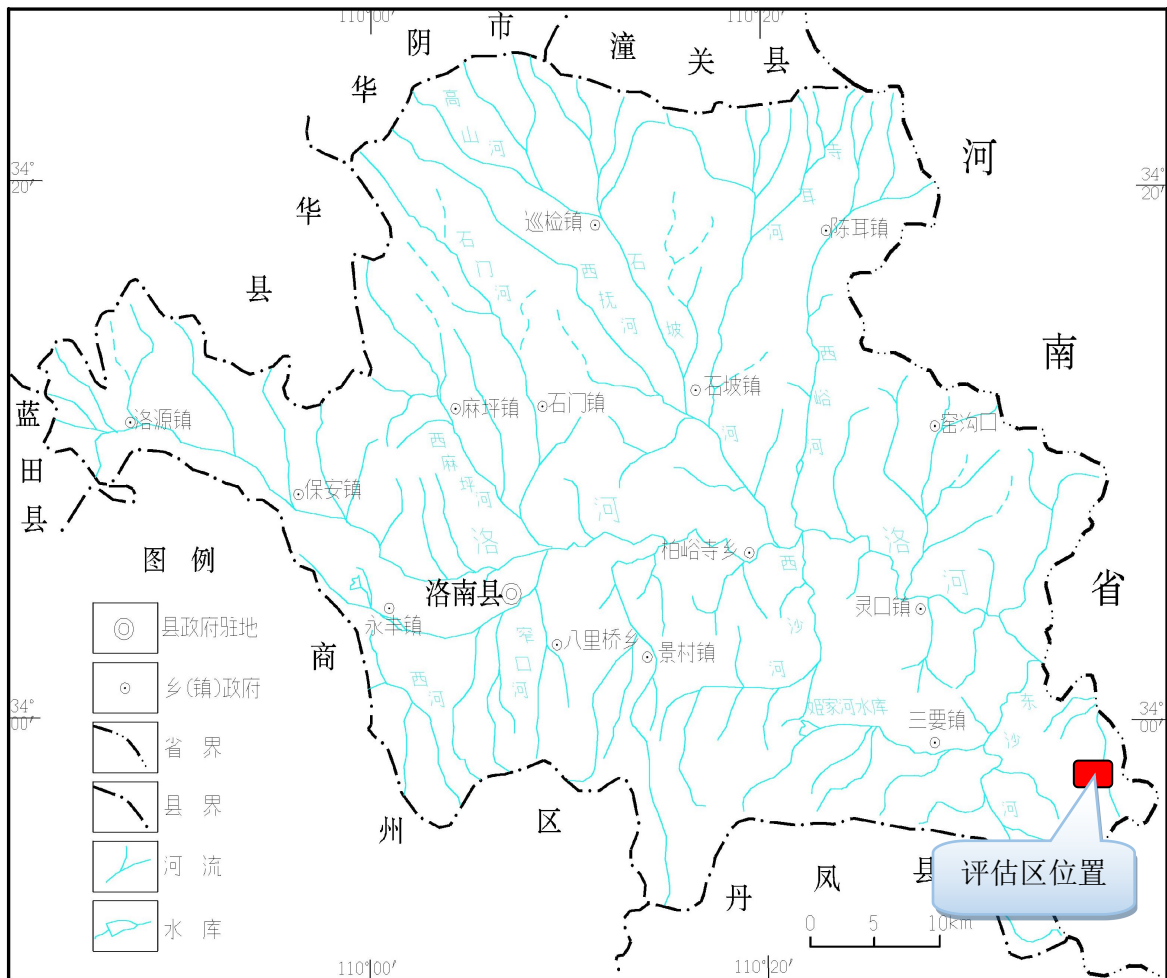 110°00′
110°20′
华阴市
潼关县
华县
河南省
34°
20′
34°
20′
高山河
石门河
西抚河
石坡河
寺耳河
西峪河
巡检镇
陈耳镇
石坡镇
窑沟口
麻坪镇
石门镇
西麻坪河
洛源镇
保安镇
蓝田县
洛河
洛河
柏峪寺乡
洛南县
永丰镇
八里桥乡
景村镇
灵口镇
西沙河
窄口河
西河
姬家河水库
三要镇
东沙河
34°
00′
34°
00′
商州区
丹凤县
评估区位置
图例
县政府驻地
乡(镇)政府
省界
县界
河流
水库
0 5 10km
110°00′
110°20′